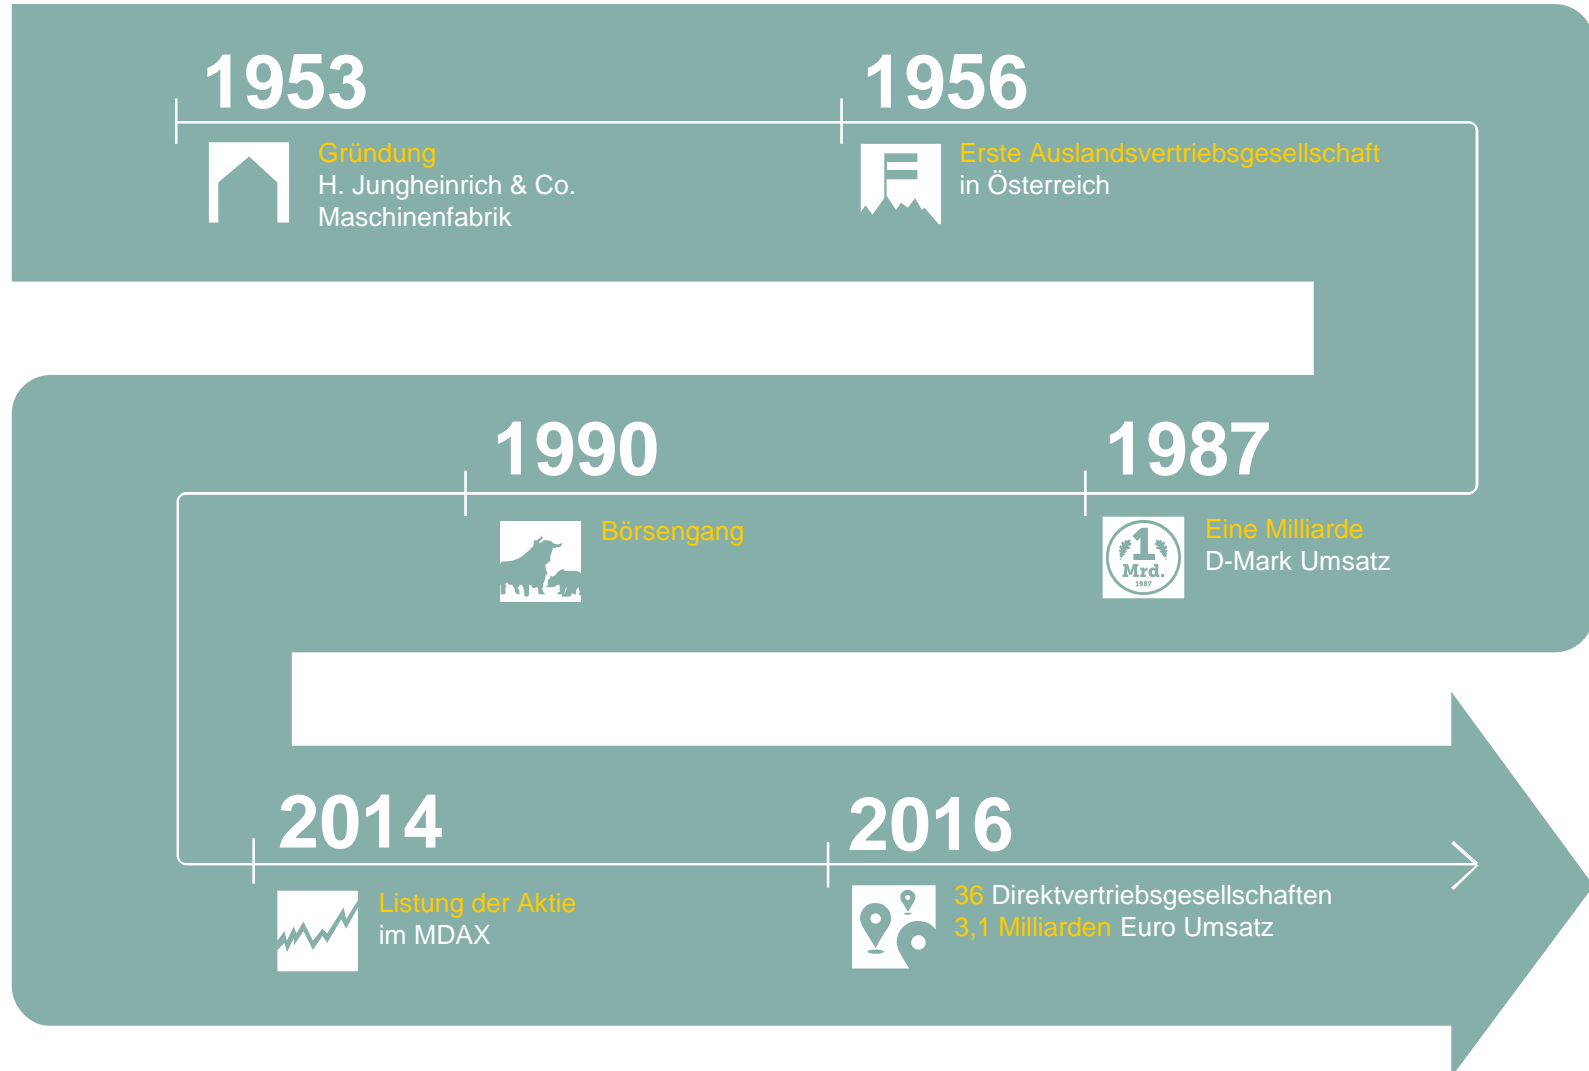 1953
Gründung
H. Jungheinrich & Co.
Maschinenfabrik
1956
Erste Auslandsvertriebsgesellschaft
in Österreich
1987
1
Mrd.
1987
Eine Milliarde
D-Mark Umsatz
1990
Börsengang
2014
Listung der Aktie
im MDAX
2016
36 Direktvertriebsgesellschaften
3,1 Milliarden Euro Umsatz